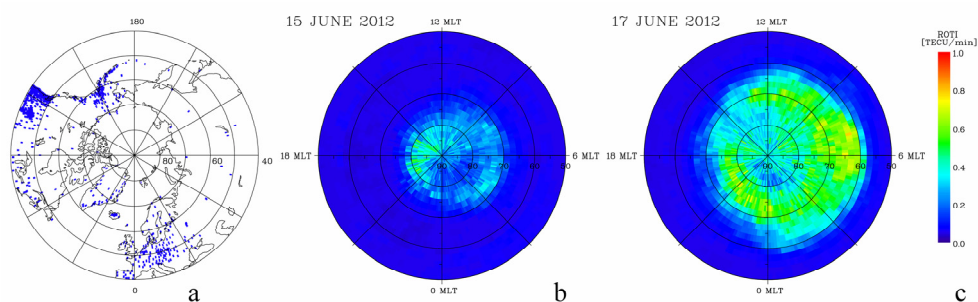 180
80
70
60
40
0
a
15 JUNE 2012
12 MLT
18 MLT
90
80
70
60
6 MLT
0 MLT
b
17 JUNE 2012
12 MLT
18 MLT
90
80
70
60
6 MLT
0 MLT
c
ROTI
[TECU/min]
1.0
0.8
0.6
0.4
0.2
0.0